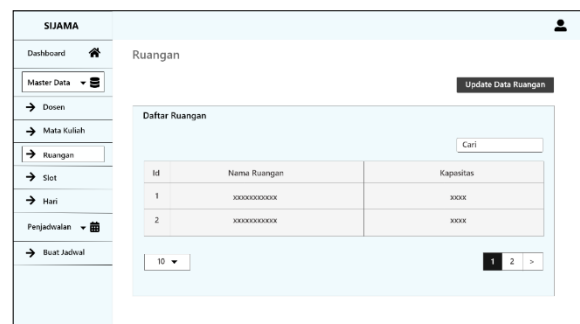 SIJAMA
Dashboard
Master Data
Dosen
Mata Kuliah
Ruangan
Slot
Hari
Penjadwalan
Buat Jadwal
Ruangan
Update Data Ruangan
Daftar Ruangan
Cari
Id Nama Ruangan Kapasitas
1 xxxxxxxxxxx xxxx
2 xxxxxxxxxxx xxxx
10 1 2 >